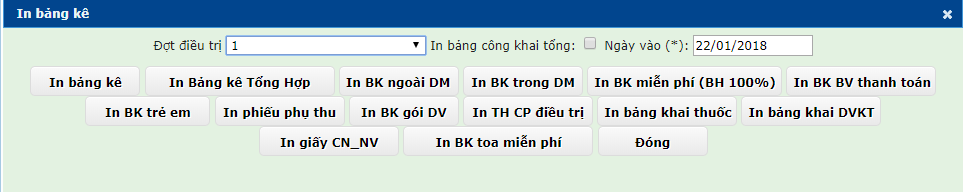 In bảng kê
Đợt điều trị 1 In bảng công khai tổng: Ngày vào (*): 22/01/2018
In bảng kê In Bảng kê Tổng Hợp In BK ngoài DM In BK trong DM In BK miễn phí (BH 100%) In BK BV thanh toán
In BK trẻ em In phiếu phụ thu In BK gói DV In TH CP điều trị In bảng khai thuốc In bảng khai DVKT
In giấy CN_NV In BK toa miễn phí Đóng